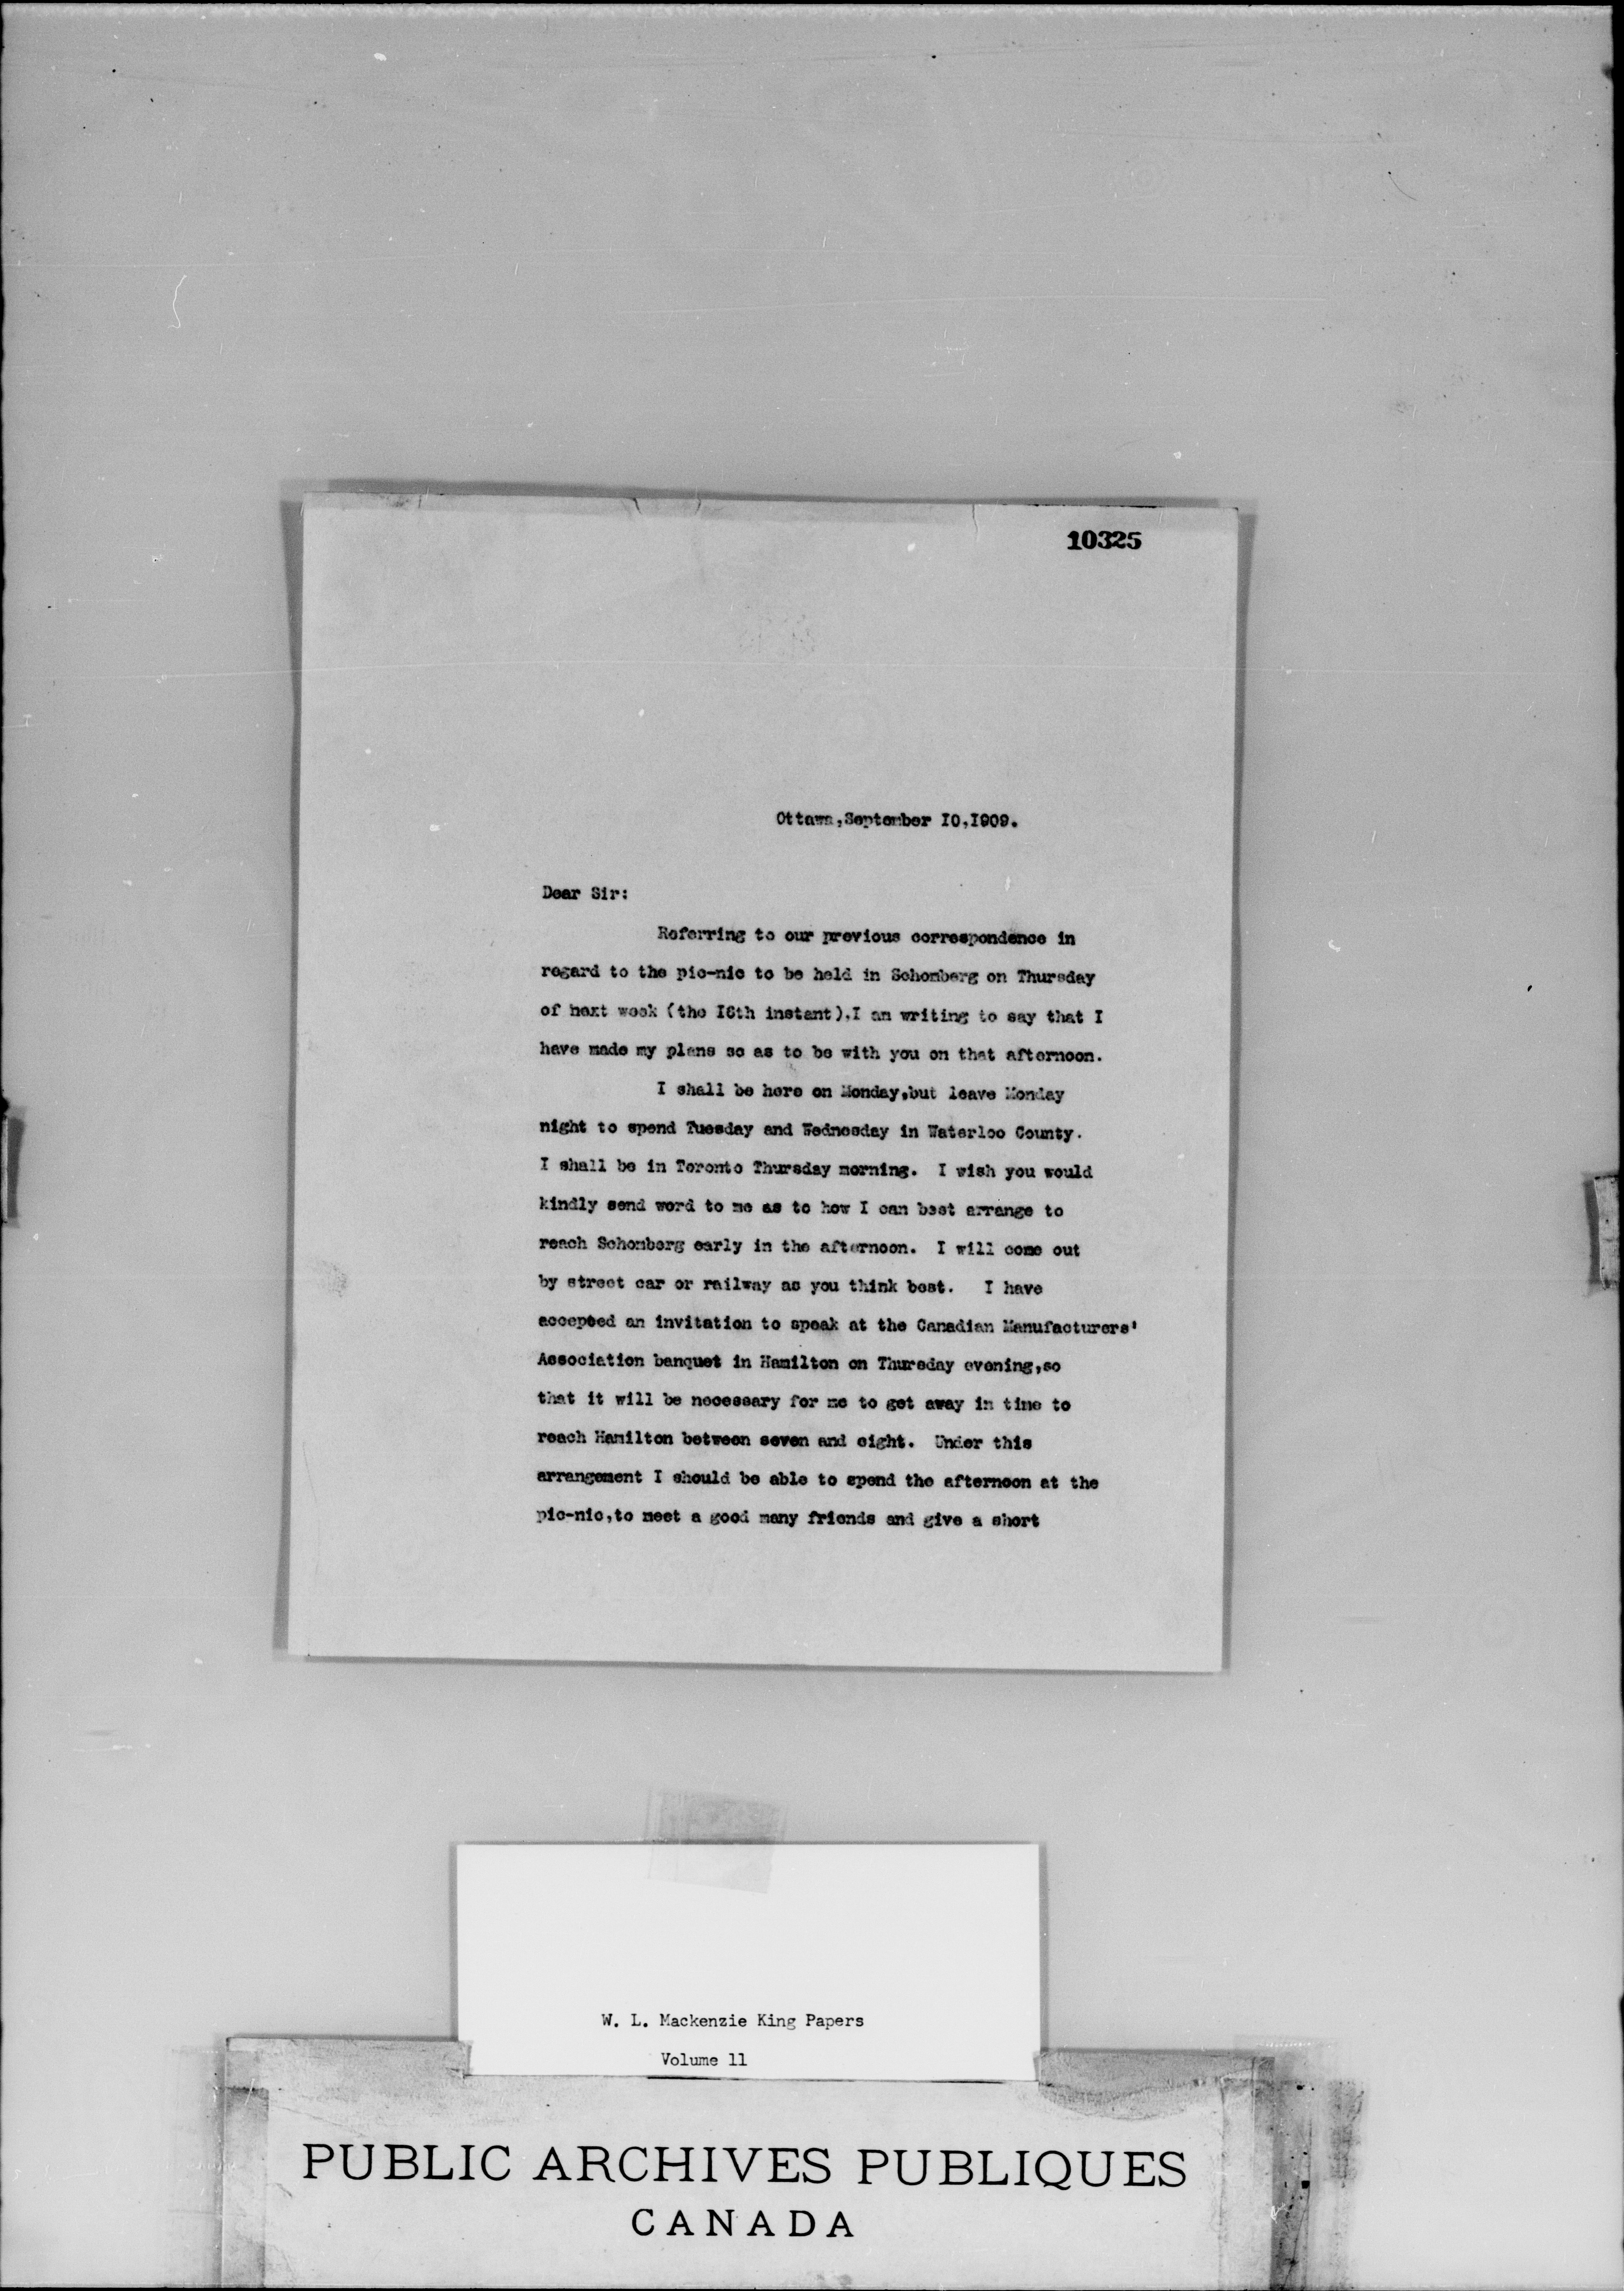 10325
Ottawa,September I0,I909.
Dear Sir:
Referring to our previous correspondence in
regard to the pic-nic to be held in Schomberg on Thursday
of next week (the I6th instant),I am writing to say that I
have made my plans so as to be with you on that afternoon.
I shall be here on Monday,but leave Monday
night to spend Tuesday and Wednesday in Waterloo County.
I shall be in Toronto Thursday morning. I wish you would
kindly send word to me as to how I can best arrange to
reach Schomberg early in the afternoon. I will come out
by street car or railway as you think best. I have
accepted an invitation to speak at the Canadian Manufacturers'
Association banquet in Hamilton on Thursday evening,so
that it will be necessary for me to get away in time to
reach Hamilton between seven and eight. Under this
arrangement I should be able to spend the afternoon at the
pic-nic,to meet a good many friends and give a short
W. L. Mackenzie King Papers
Volume 11
PUBLIC ARCHIVES PUBLIQUES
CANADA